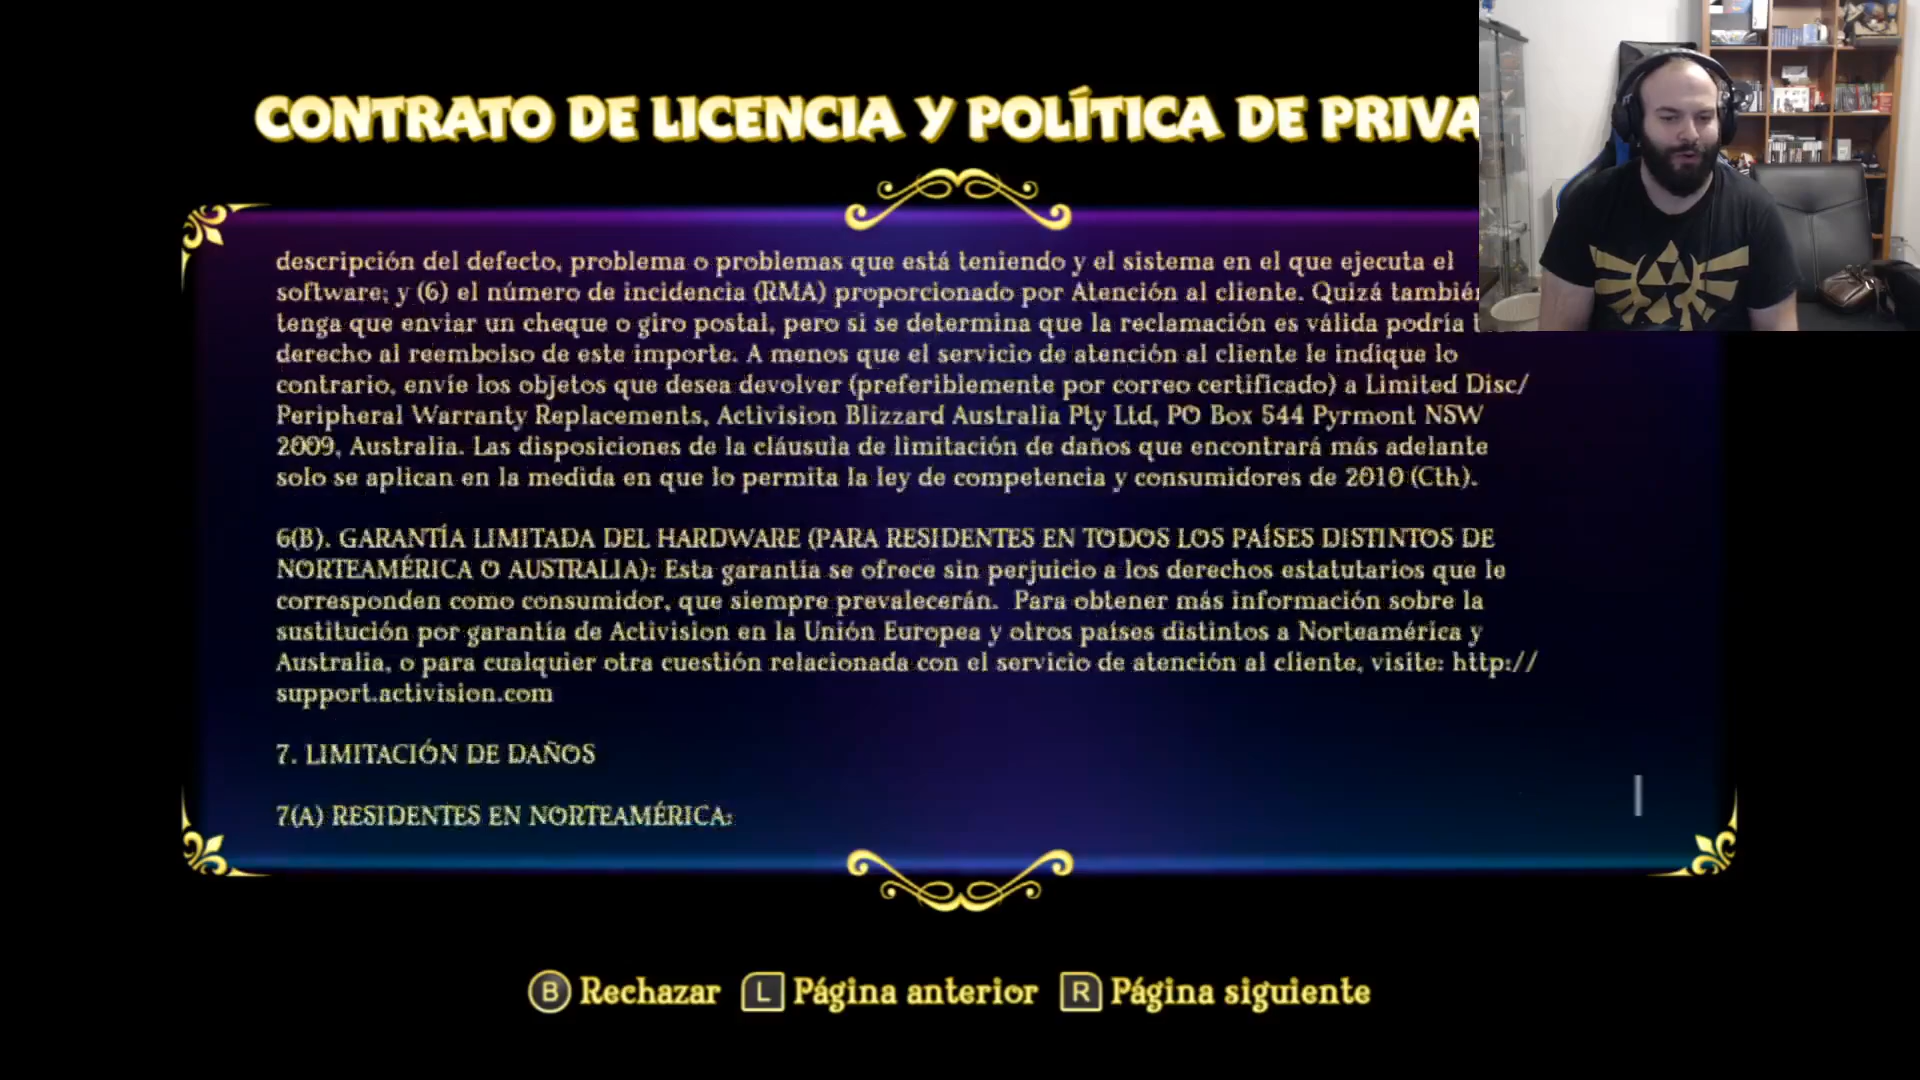 CONTRATO DE LICENCIA Y POLÍTICA DE PRIVA
descripción del defecto, problema o problemas que está teniendo y el sistema en el que ejecuta el
software; y (6) el número de incidencia (RMA) proporcionado por Atención al cliente. Quizá también
tenga que enviar un cheque o giro postal, pero si se determina que la reclamación es válida podría
derecho al reembolso de este importe. A menos que el servicio de atención al cliente le indique lo
contrario, envíe los objetos que desea devolver (preferiblemente por correo certificado) a Limited Disc/
Peripheral Warranty Replacements, Activision Blizzard Australia Pty Ltd, PO Box 544 Pyrmont NSW
2009, Australia. Las disposiciones de la cláusula de limitación de daños que encontrará más adelante
solo se aplican en la medida en que lo permita la ley de competencia y consumidores de 2010 (Cth).
6(B). GARANTÍA LIMITADA DEL HARDWARE (PARA RESIDENTES EN TODOS LOS PAÍSES DISTINTOS DE
NORTEAMÉRICA O AUSTRALIA): Esta garantía se ofrece sin perjuicio a los derechos estatutarios que le
corresponden como consumidor, que siempre prevalecerán. Para obtener más información sobre la
sustitución por garantía de Activision en la Unión Europea y otros países distintos a Norteamérica y
Australia, o para cualquier otra cuestión relacionada con el servicio de atención al cliente, visite: http://
support.activision.com
7. LIMITACIÓN DE DAÑOS
7(A) RESIDENTES EN NORTEAMÉRICA:
B Rechazar L Página anterior R Página siguiente